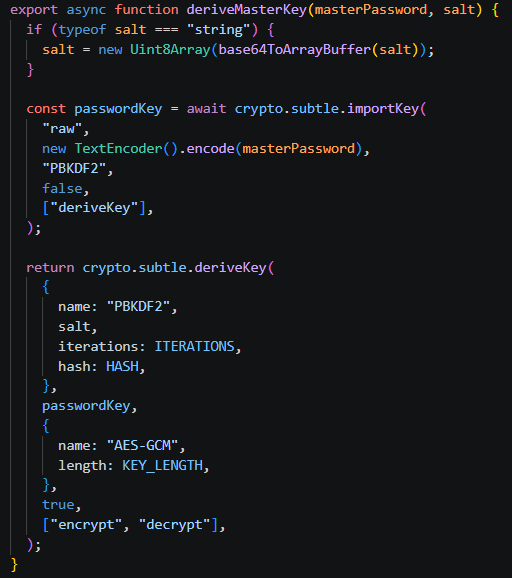 export async function deriveMasterKey(masterPassword, salt) {
  if (typeof salt === "string") {
    salt = new Uint8Array(base64ToArrayBuffer(salt));
  }

  const passwordKey = await crypto.subtle.importKey(
    "raw",
    new TextEncoder().encode(masterPassword),
    "PBKDF2",
    false,
    ["deriveKey"],
  );

  return crypto.subtle.deriveKey(
    {
      name: "PBKDF2",
      salt,
      iterations: ITERATIONS,
      hash: HASH,
    },
    passwordKey,
    {
      name: "AES-GCM",
      length: KEY_LENGTH,
    },
    true,
    ["encrypt", "decrypt"],
  );
}